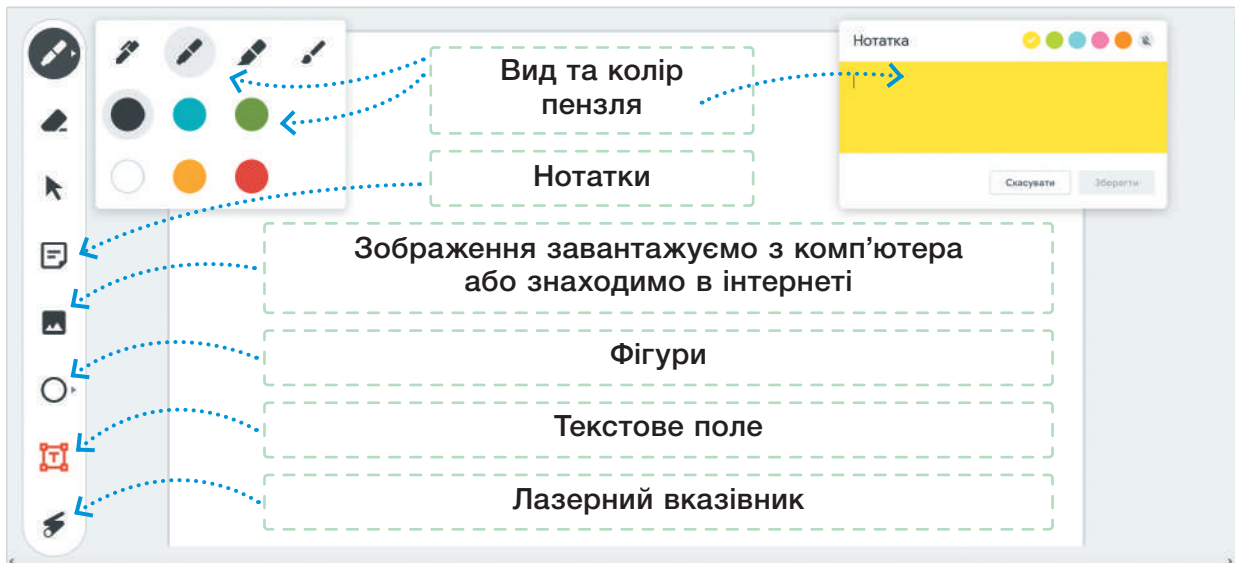 Нотатка
Вид та колір
пензля
Нотатки
Скасувати
Зберегти
Зображення завантажуємо з комп’ютера
або знаходимо в інтернеті
Фігури
Текстове поле
Лазерний вказівник